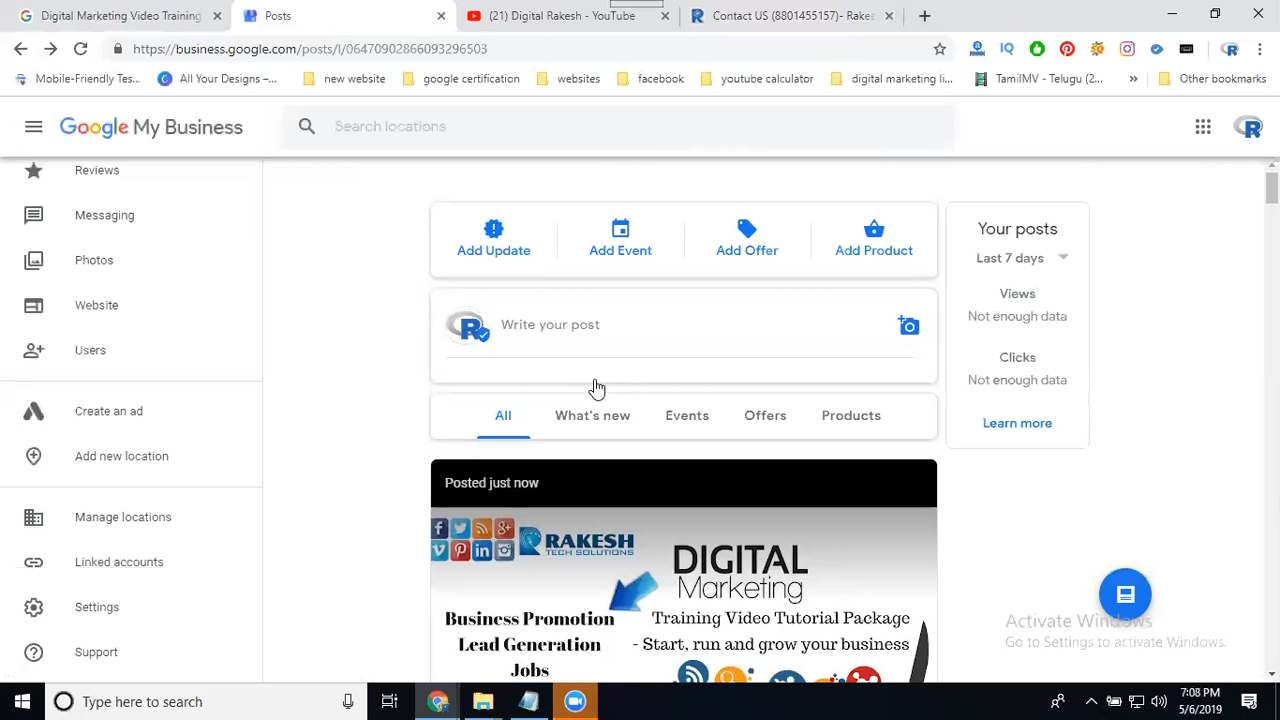 Digital Marketing Video Training
Posts
(21) Digital Rakesh - YouTube
Contact US (8801455157)- Rakes
https://business.google.com/posts/l/06470902866093296503
Mobile-Friendly Tes...
All Your Designs –...
new website
google certification
websites
facebook
youtube calculator
digital marketing li...
TamilMV - Telugu (2...
Other bookmarks
Google My Business
Search locations
Reviews
Messaging
Photos
Website
Users
Create an ad
Add new location
Manage locations
Linked accounts
Settings
Support
Add Update
Add Event
Add Offer
Add Product
Write your post
All
What's new
Events
Offers
Products
Your posts
Last 7 days
Views
Not enough data
Clicks
Not enough data
Learn more
Posted just now
RAKESH
TECH SOLUTIONS
DIGITAL
Marketing
Business Promotion
Lead Generation
Jobs
Training Video Tutorial Package
- Start, run and grow your business
Activate Windows
Go to Settings to activate Windows.
Type here to search
7:08 PM
5/6/2019